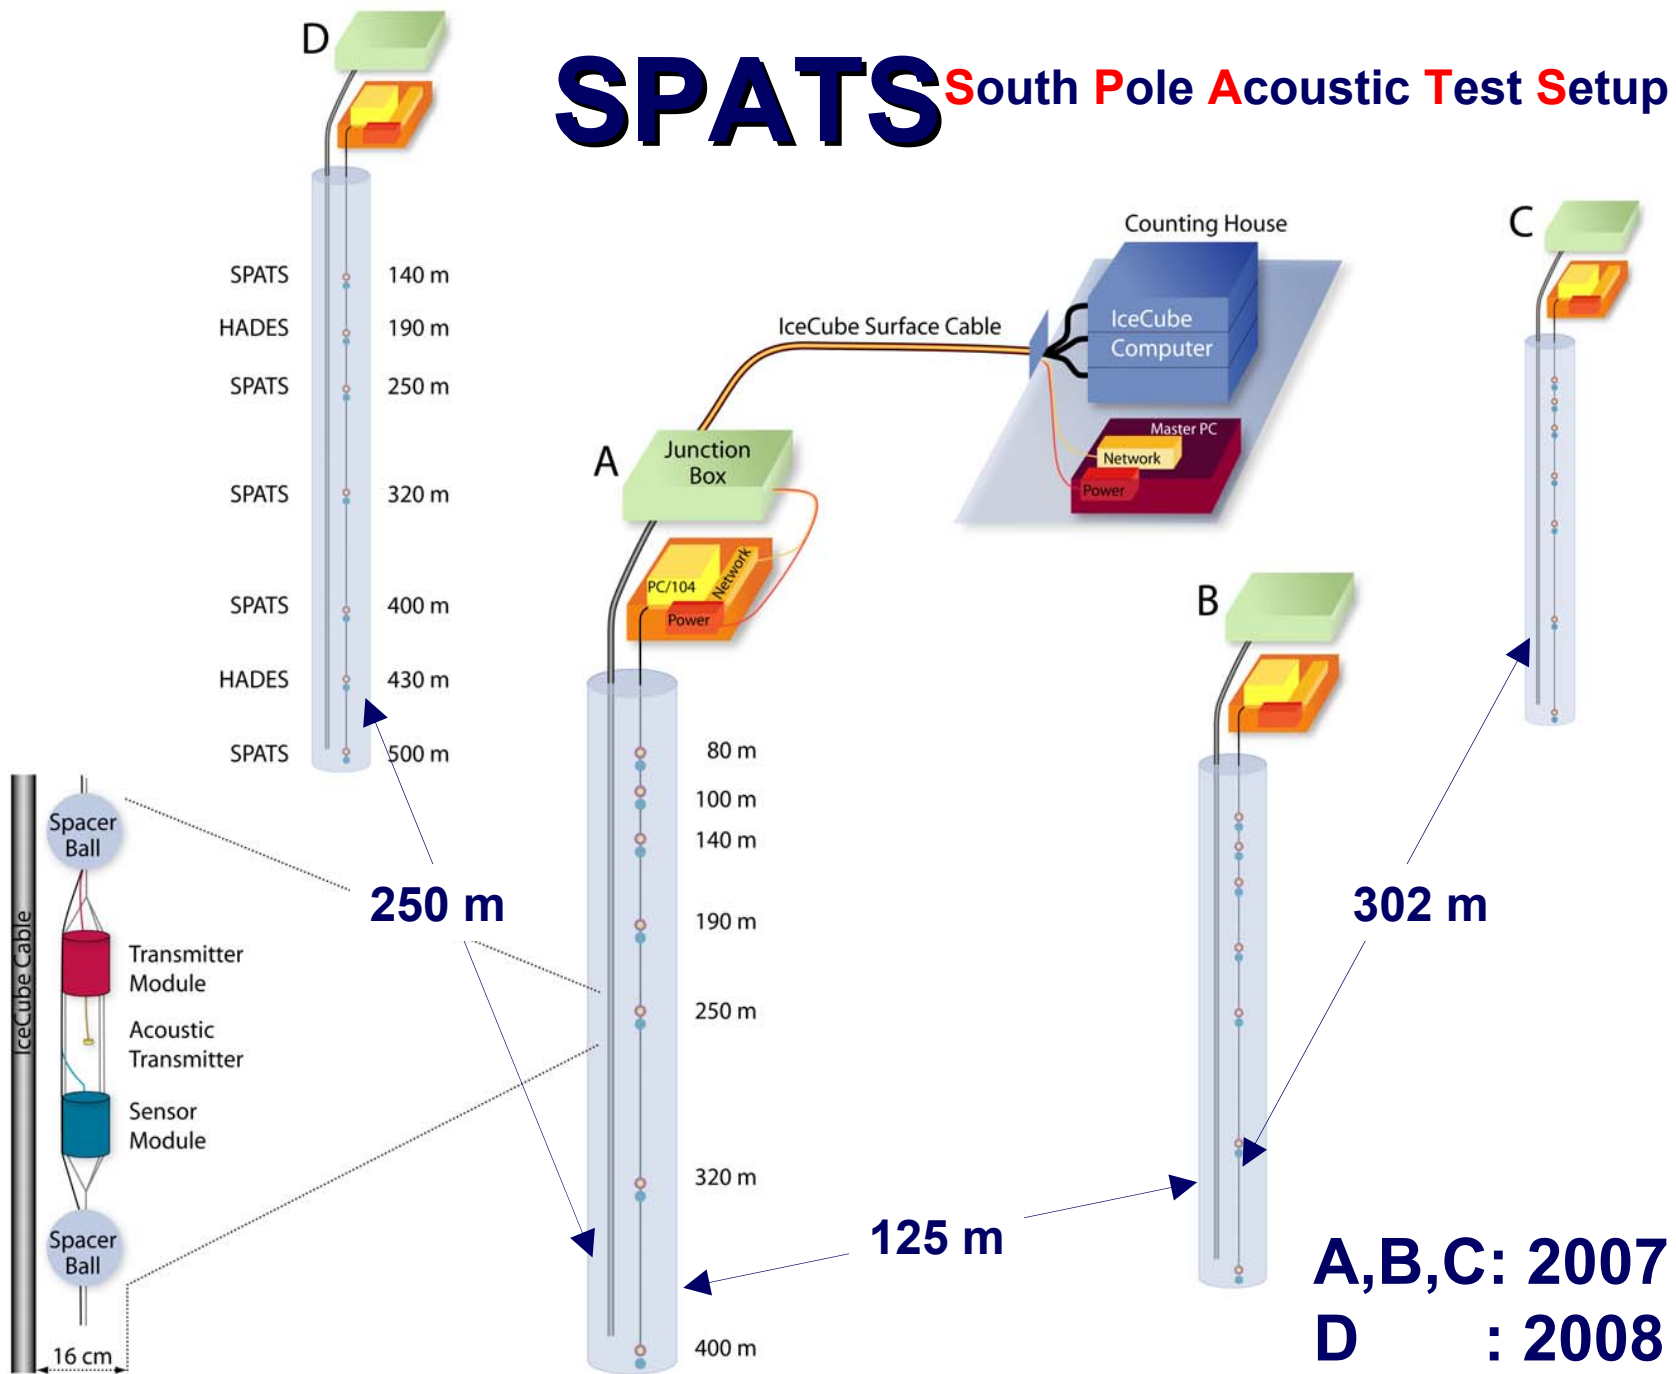 D
SPATS South Pole Acoustic Test Setup
SPATS 140 m
HADES 190 m
SPATS 250 m
SPATS 320 m
SPATS 400 m
HADES 430 m
SPATS 500 m
Counting House
IceCube
Computer
IceCube Surface Cable
Master PC
Network
Power
C
A
Junction
Box
PC/104
Network
Power
B
80 m
100 m
140 m
190 m
250 m
320 m
400 m
250 m
302 m
125 m
IceCube Cable
Spacer
Ball
Transmitter
Module
Acoustic
Transmitter
Sensor
Module
Spacer
Ball
16 cm
A,B,C: 2007
D : 2008